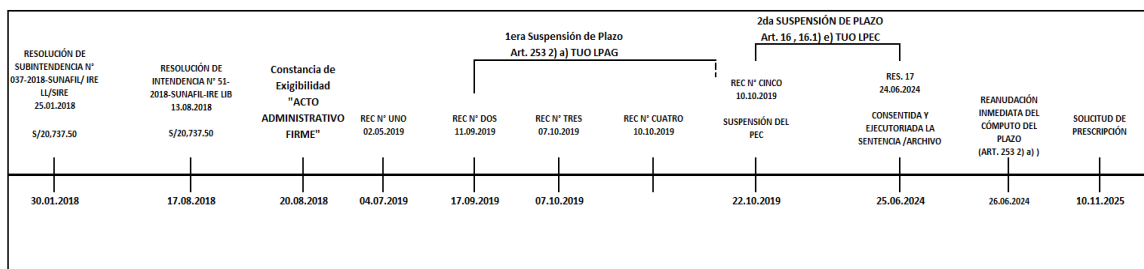 2da SUSPENSIÓN DE PLAZO
Art. 16 , 16.1) e) TUO LPEC
1era Suspensión de Plazo
Art. 253 2) a) TUO LPAG
RESOLUCIÓN DE
SUBINTENDENCIA N°
037-2018-SUNAFIL/ IRE
LL/SIRE
25.01.2018
S/20,737.50
RESOLUCIÓN DE
INTENDENCIA N° 51-
2018-SUNAFIL-IRE LIB
13.08.2018
S/20,737.50
Constancia de
Exigibilidad
"ACTO
ADMINISTRATIVO
FIRME"
REC N° UNO
02.05.2019
REC N° DOS
11.09.2019
REC N° TRES
07.10.2019
REC N° CUATRO
10.10.2019
REC N° CINCO
10.10.2019
SUSPENSIÓN DEL
PEC
RES. 17
24.06.2024
CONSENTIDA Y
EJECUTORIADA LA
SENTENCIA /ARCHIVO
REANUDACIÓN
INMEDIATA DEL
CÓMPUTO DEL
PLAZO
(ART. 253 2) a) )
SOLICITUD DE
PRESCRIPCIÓN
30.01.2018
17.08.2018
20.08.2018
04.07.2019
17.09.2019
07.10.2019
22.10.2019
25.06.2024
26.06.2024
10.11.2025